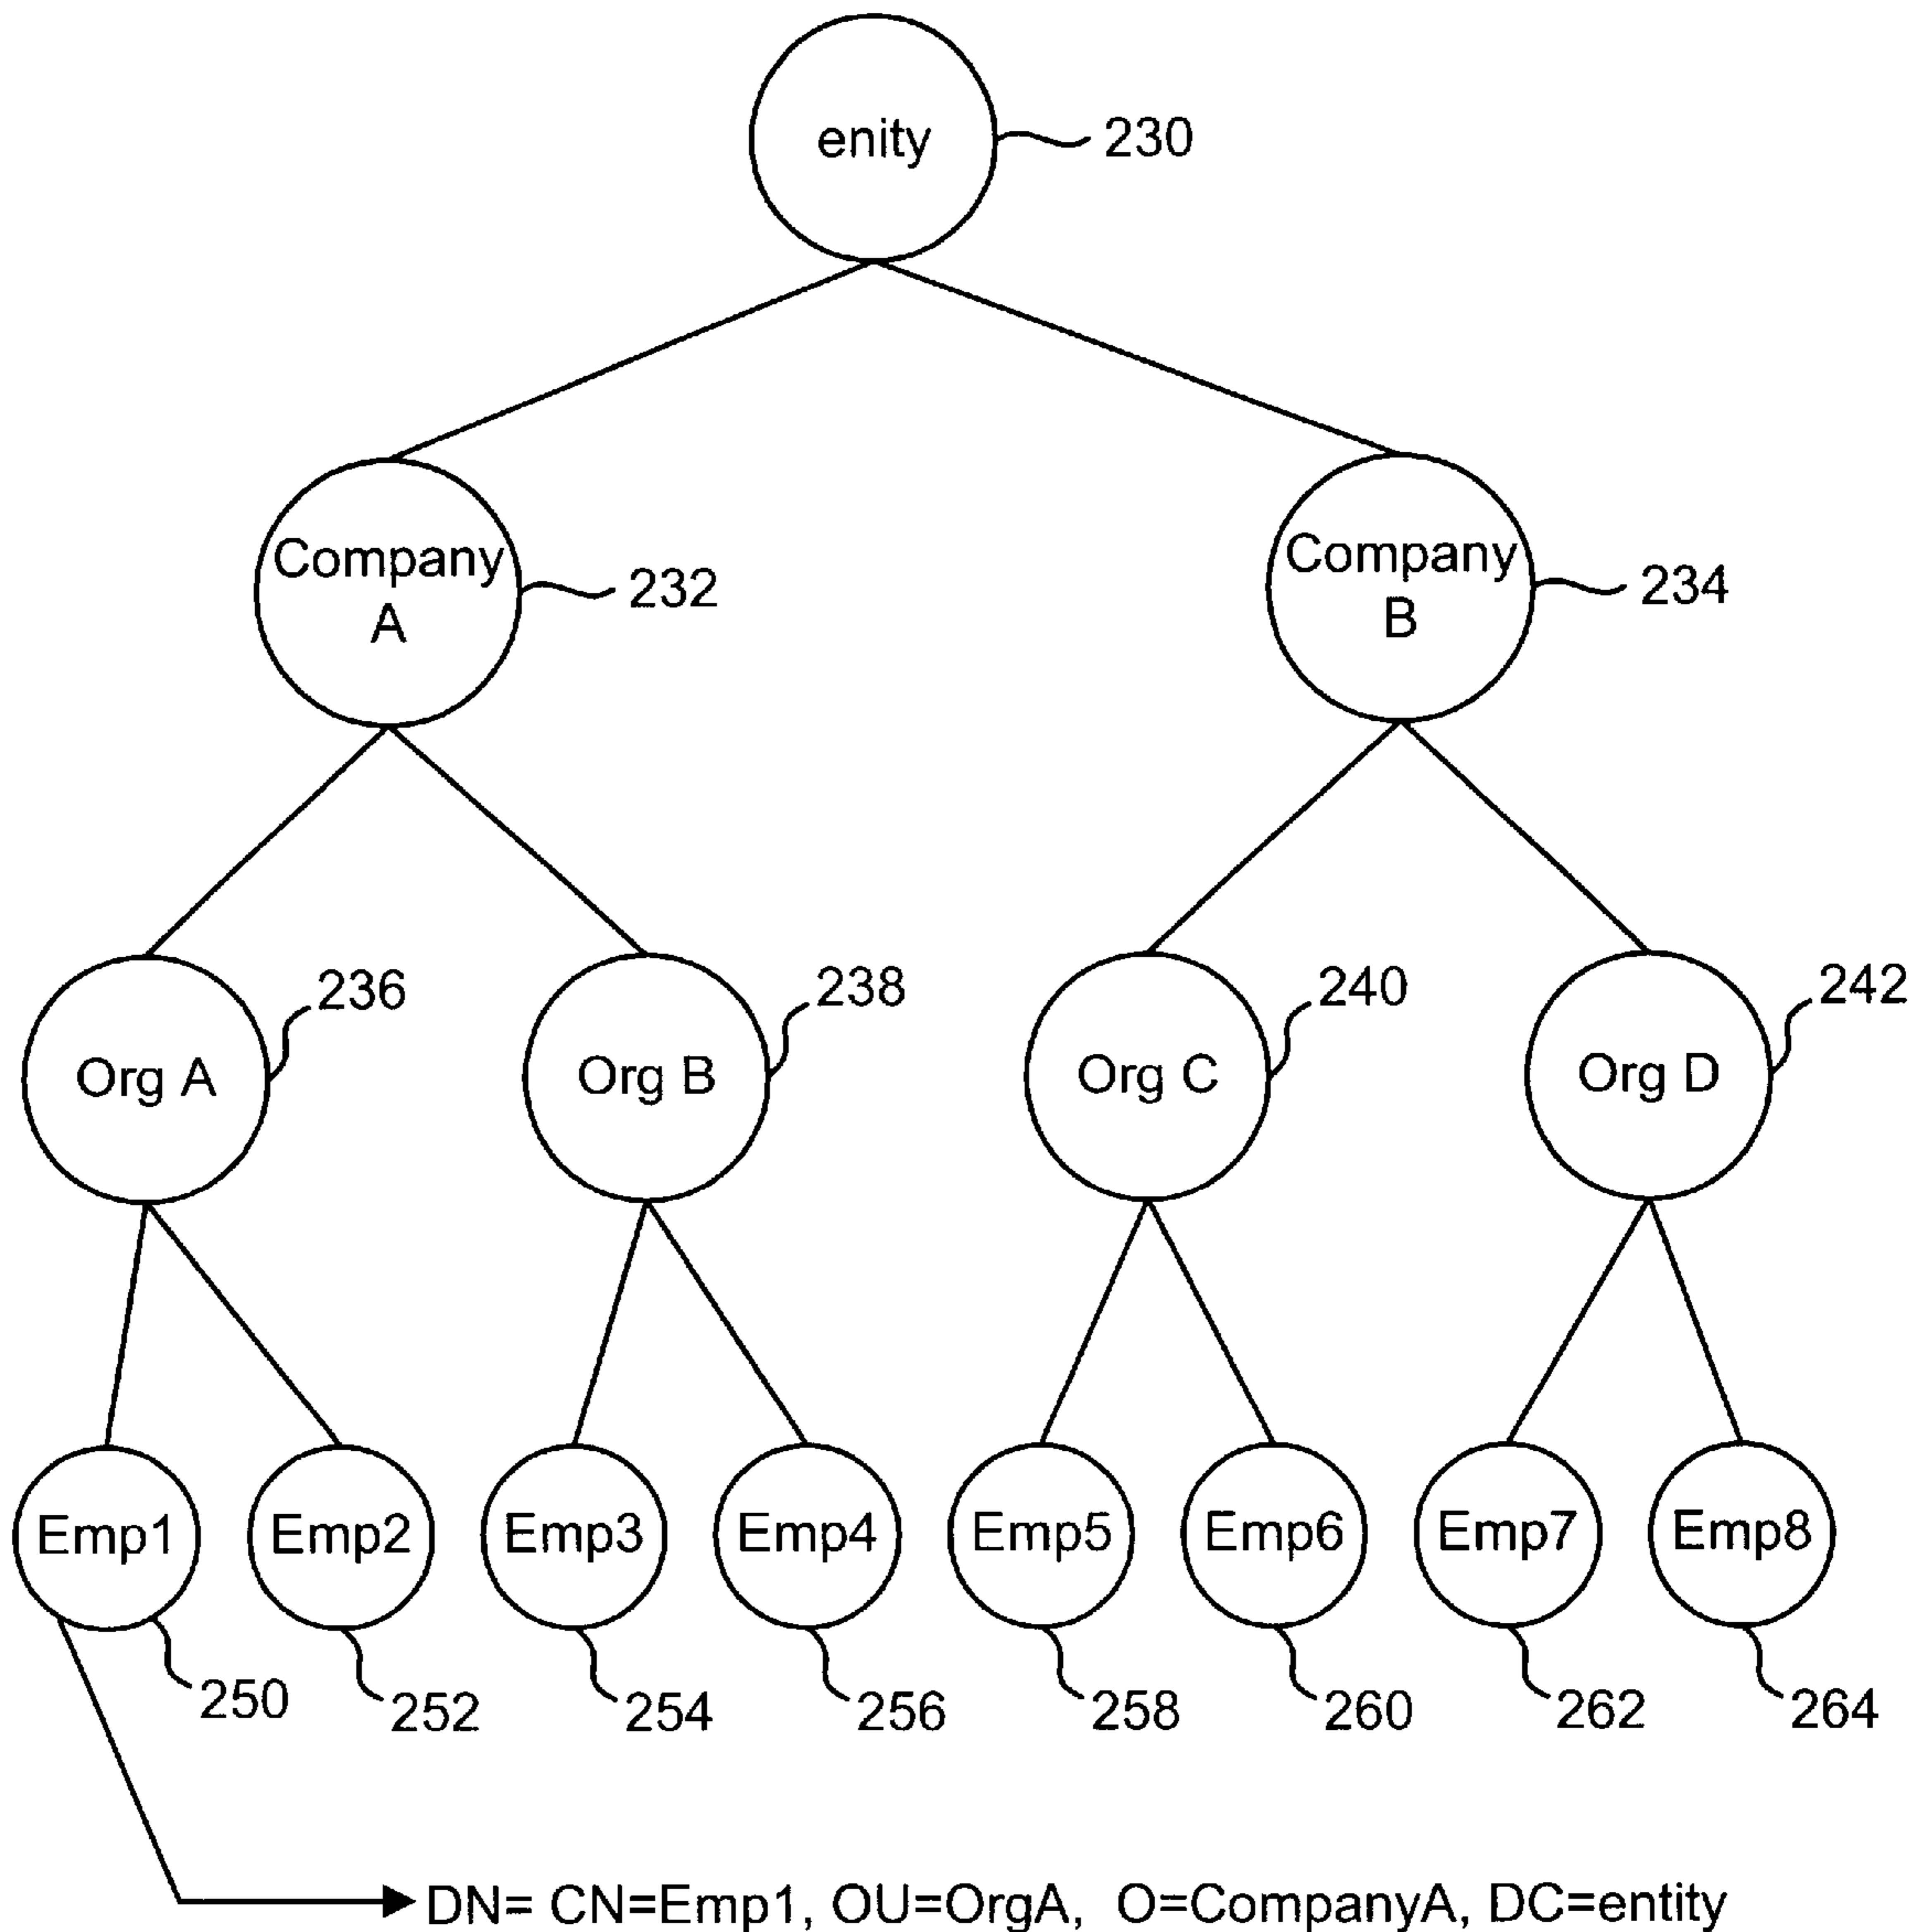 enity
230
Company
A
232
Company
B
234
236
238
240
242
Org A
Org B
Org C
Org D
Emp1
Emp2
Emp3
Emp4
Emp5
Emp6
Emp7
Emp8
250
252
254
256
258
260
262
264
DN= CN=Emp1, OU=OrgA, O=CompanyA, DC=entity